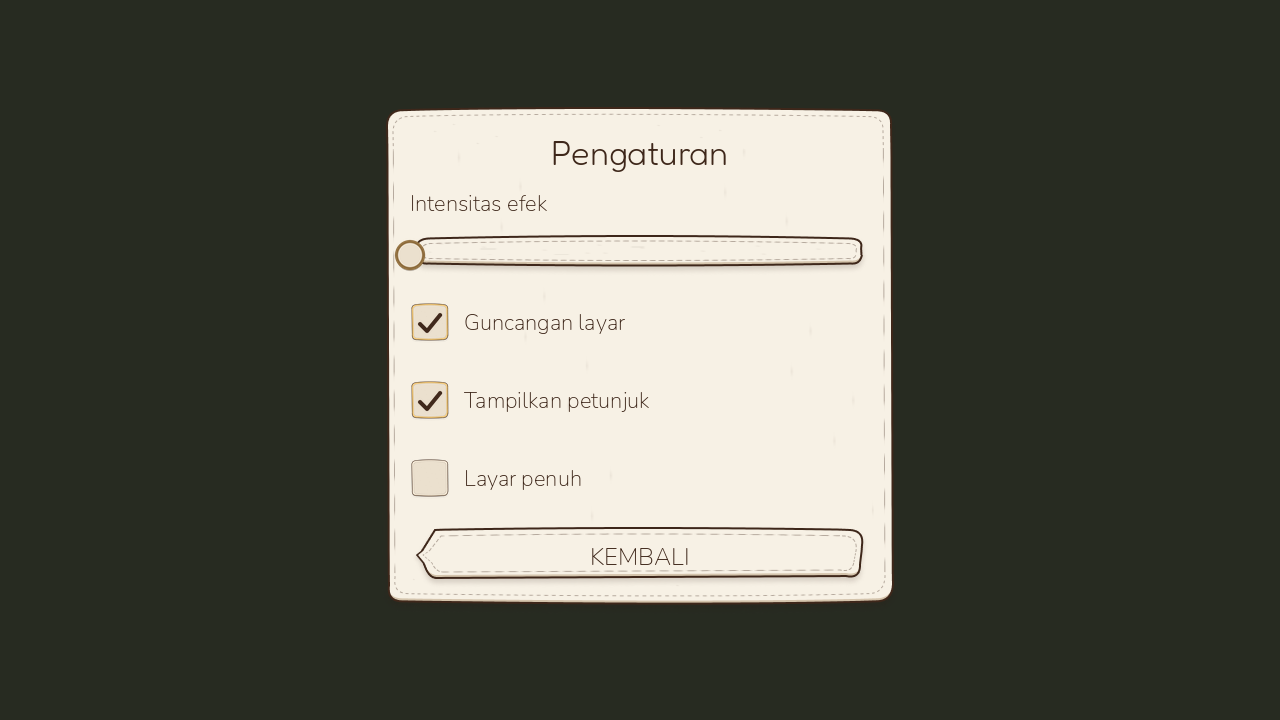 Pengaturan
Intensitas efek
Guncangan layar
Tampilkan petunjuk
Layar penuh
KEMBALI